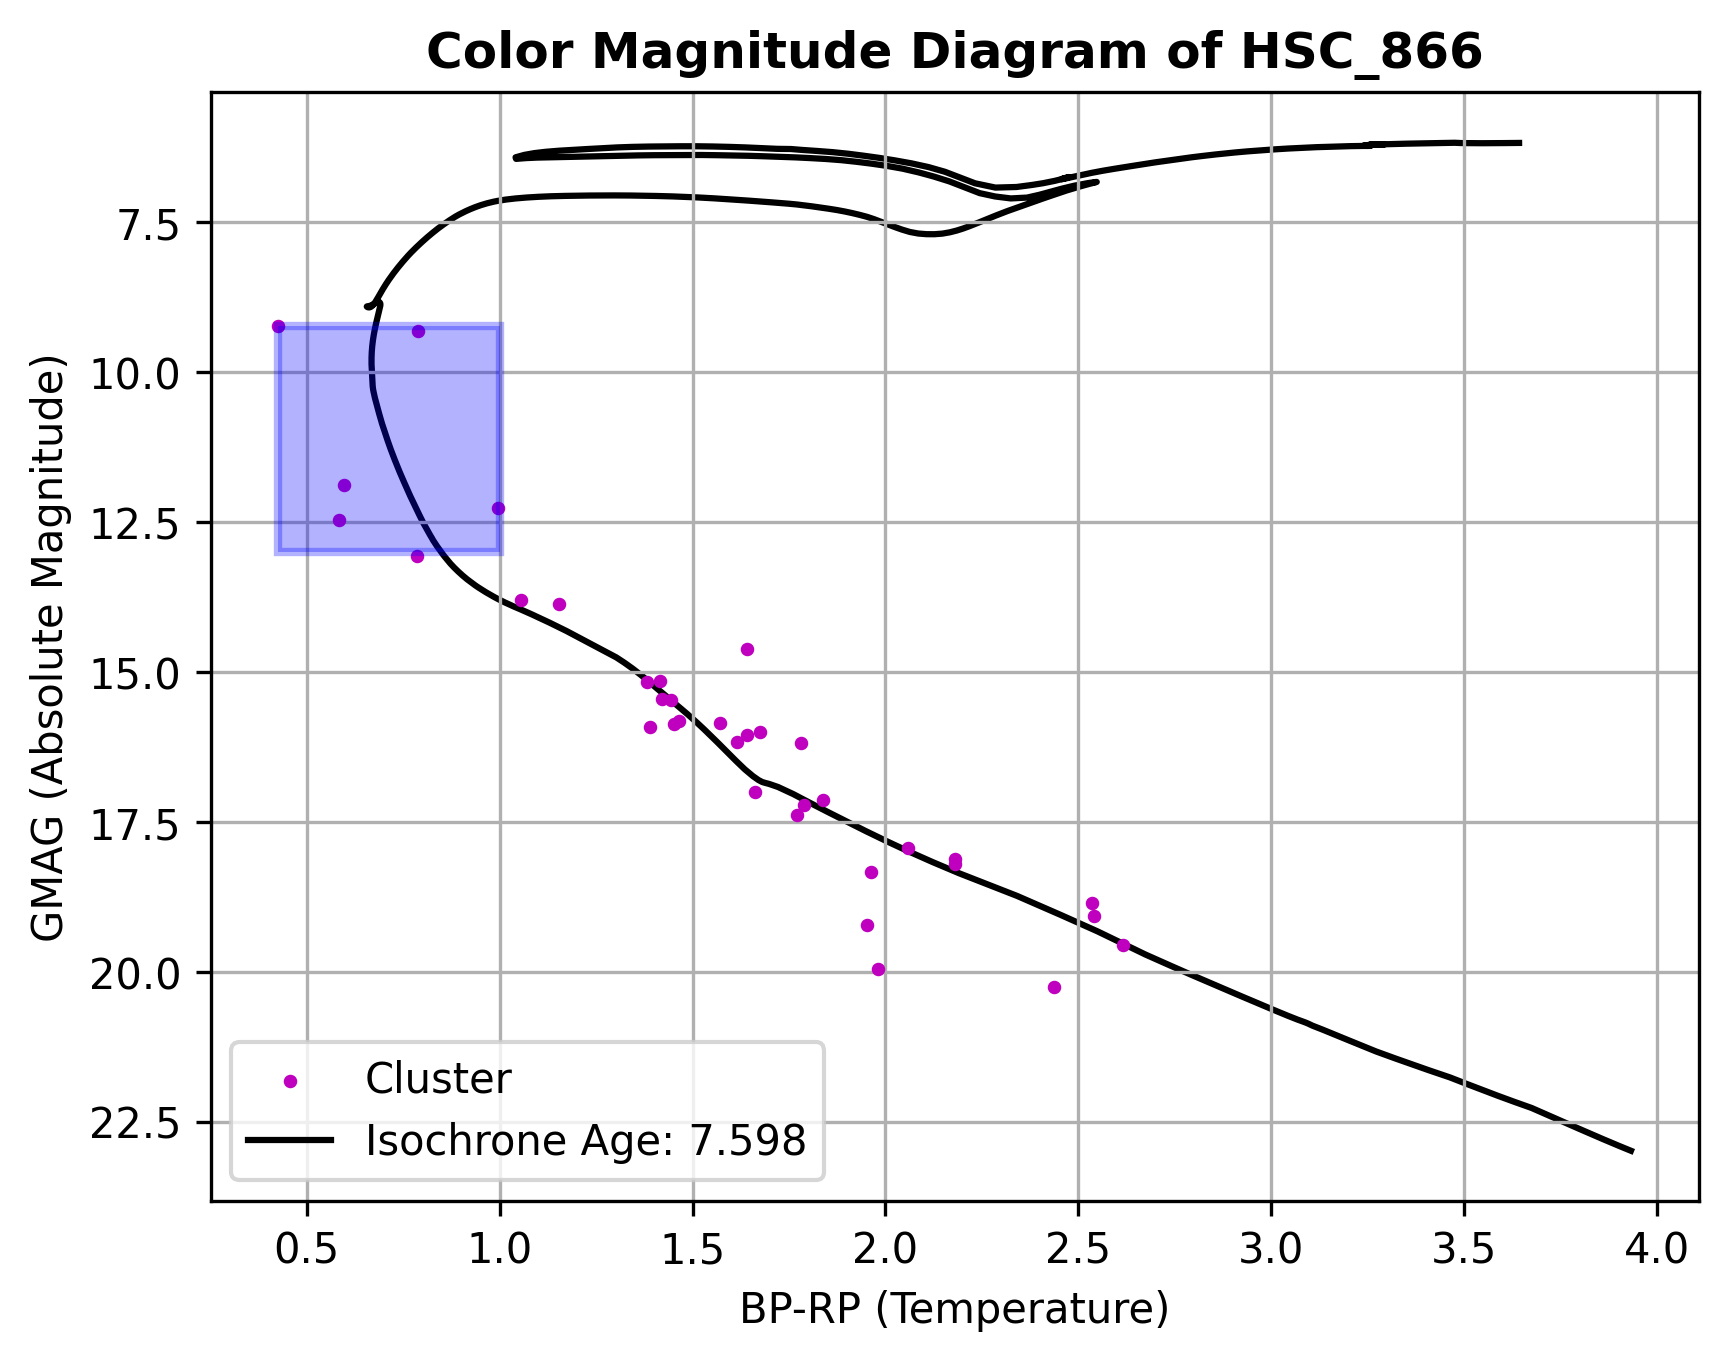 Color Magnitude Diagram of HSC_866
GMAG (Absolute Magnitude)
7.5
10.0
12.5
15.0
17.5
20.0
22.5
Cluster
Isochrone Age: 7.598
0.5 1.0 1.5 2.0 2.5 3.0 3.5 4.0
BP-RP (Temperature)